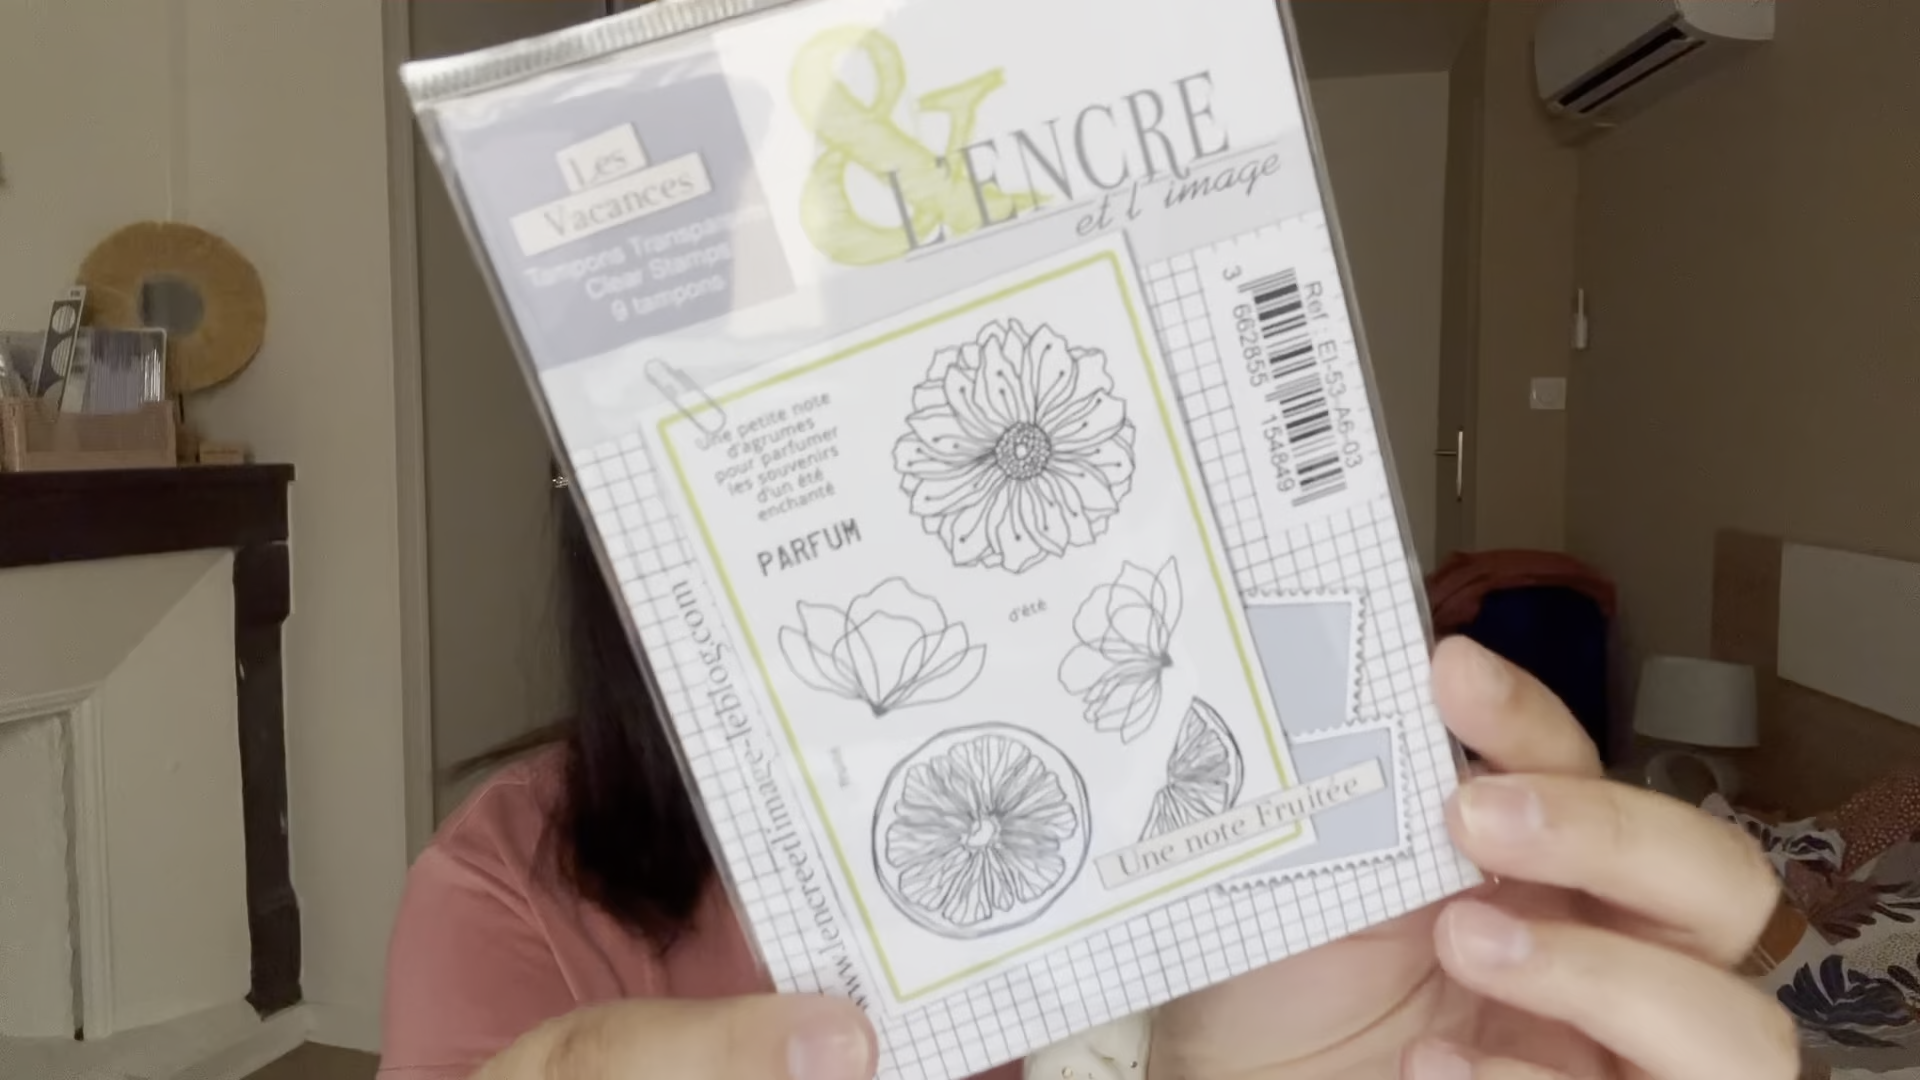 Les
Vacances
Tampons Transparents
Clear Stamps
9 tampons
&
L'ENCRE
et l'image
Une petite note
d'agrumes
pour parfumer
les souvenirs
d'un été
enchanté
PARFUM
d'été
Une note Fruitée
www.lencreetlimage-leblog.com
Ref : EI-53-A6-03
3 662855 154849